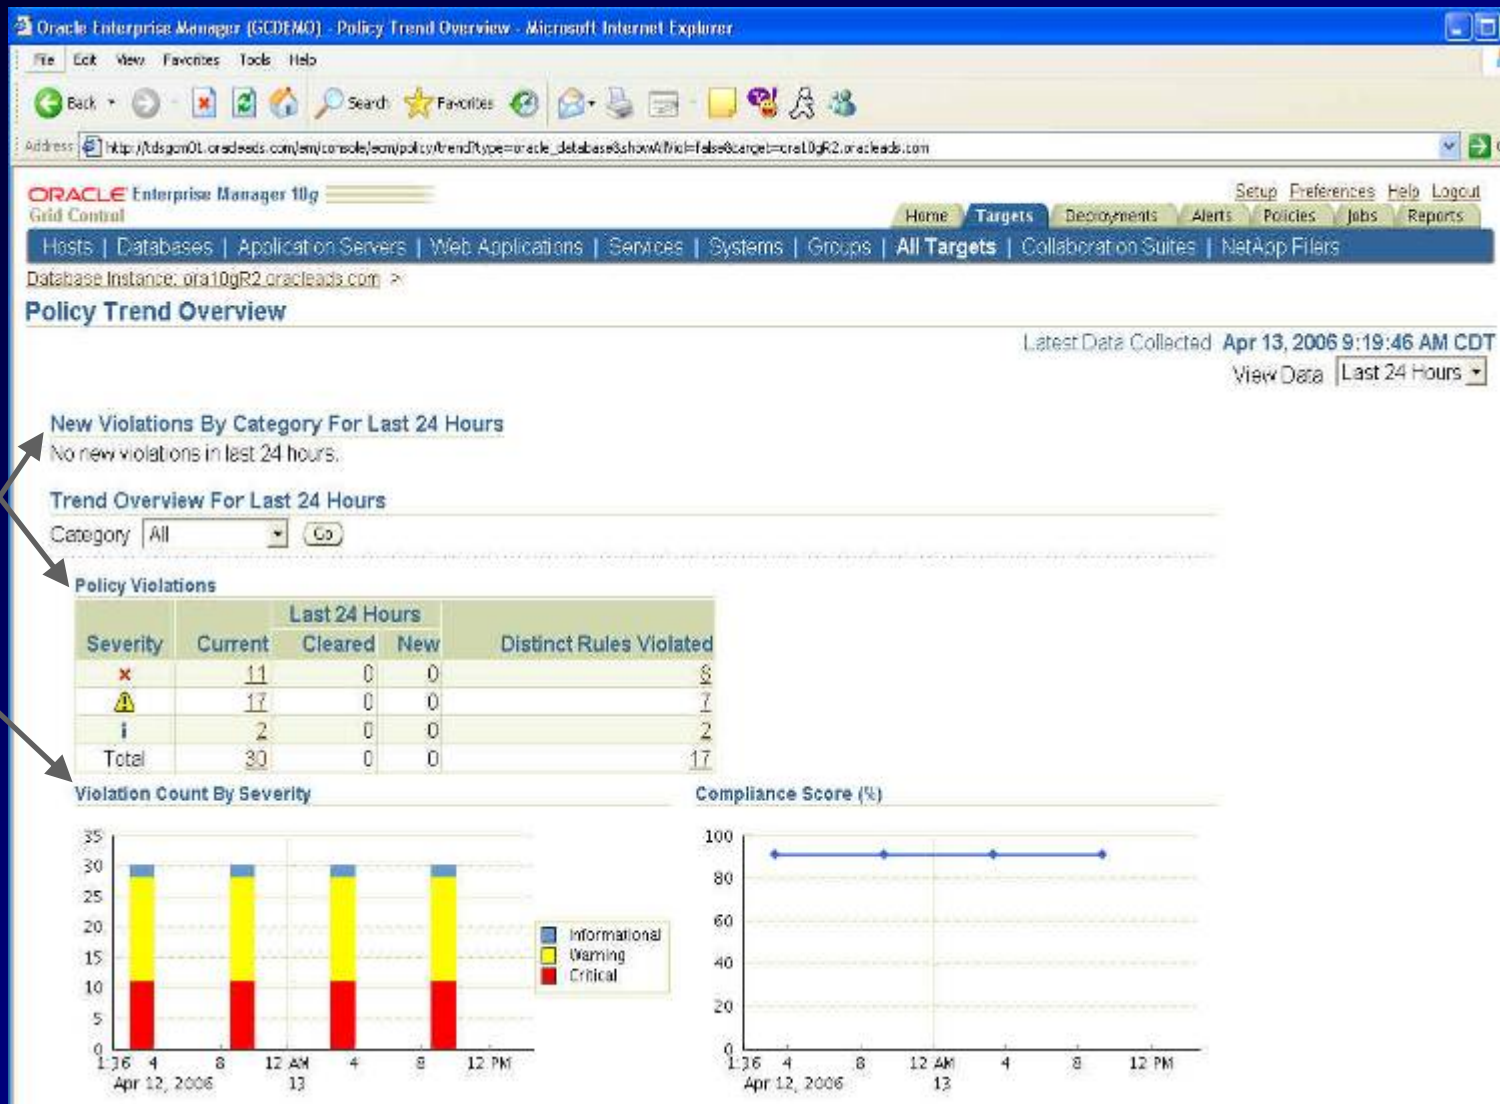 Oracle Enterprise Manager (GCDEMO) - Policy Trend Overview - Microsoft Internet Explorer
File Edit View Favorites Tools Help
Back Search Favorites
Address
ORACLE Enterprise Manager 10g
Grid Control
Setup Preferences Help Logout
Home Targets Deployments Alerts Policies Jobs Reports
Hosts | Databases | Application Servers | Web Applications | Services | Systems | Groups | All Targets | Collaboration Suites | NetApp Filers
Database Instance: ora10gR2.oracleads.com >
Policy Trend Overview
Latest Data Collected Apr 13, 2006 9:19:46 AM CDT
View Data Last 24 Hours
New Violations By Category For Last 24 Hours
No new violations in last 24 hours.
Trend Overview For Last 24 Hours
Category All Go
Policy Violations
Last 24 Hours
Severity Current Cleared New Distinct Rules Violated
11 0 0 8
17 0 0 7
i 2 0 0 2
Total 30 0 0 17
Violation Count By Severity
35
30
25
20
15
10
5
0
1:36 4 8 12 AM 4 8 12 PM
Apr 12, 2006 13
Informational
Warning
Critical
Compliance Score (%)
100
80
60
40
20
0
1:36 4 8 12 AM 4 8 12 PM
Apr 12, 2006 13